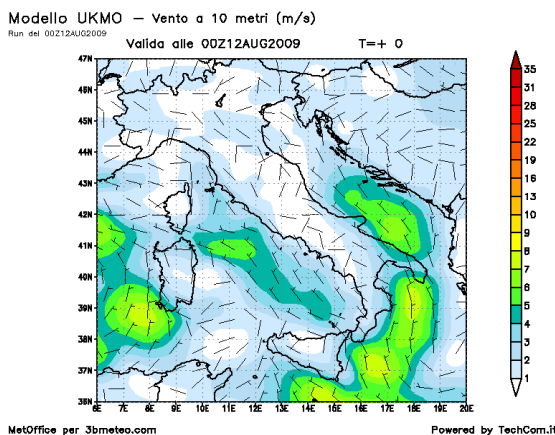 Modello UKMO – Vento a 10 metri (m/s)
Run del 00Z12AUG2009
Valida alle 00Z12AUG2009 T=+ 0
47N
46N
45N
44N
43N
42N
41N
40N
39N
38N
37N
36N
6E 7E 8E 9E 10E 11E 12E 13E 14E 15E 16E 17E 18E 19E 20E
35
31
28
25
22
19
16
13
10
9
8
7
6
5
4
3
2
1
MetOffice per 3bmeteo.com
Powered by TechCom.it